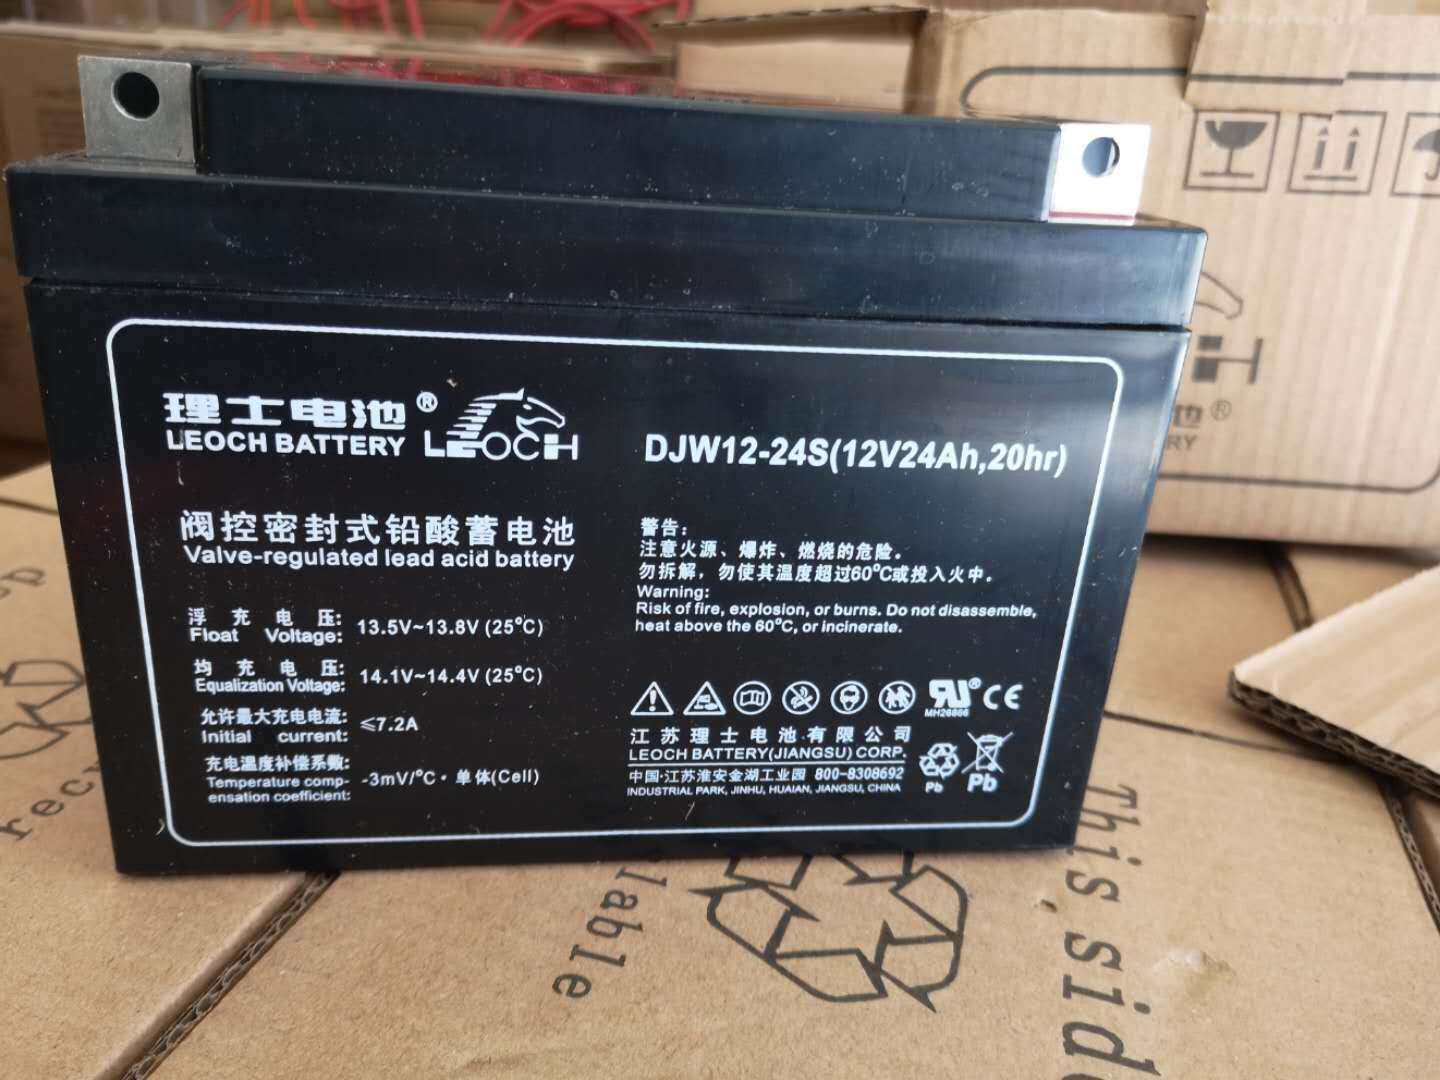 理士电池®
LEOCH BATTERY LEOCH
DJW12-24S(12V24Ah,20hr)
阀控密封式铅酸蓄电池
Valve-regulated lead acid battery
浮充电压:
Float Voltage: 13.5V~13.8V (25°C)
均充电压:
Equalization Voltage: 14.1V~14.4V (25°C)
允许最大充电电流:
Initial current: ≤7.2A
充电温度补偿系数:
Temperature comp-
ensation coefficient: -3mV/°C·单体(Cell)
警告:
注意火源、爆炸、燃烧的危险。
勿拆解，勿使其温度超过60°C或投入火中。
Warning:
Risk of fire, explosion, or burns. Do not disassemble,
heat above the 60°C, or incinerate.
MH26866
CE
江苏理士电池有限公司
LEOCH BATTERY(JIANGSU) CORP.
中国·江苏淮安金湖工业园 800-8308692
INDUSTRIAL PARK, JINHU, HUAIAN, JIANGSU, CHINA
Pb
Pb
池®
RY
recy
lable
This sid